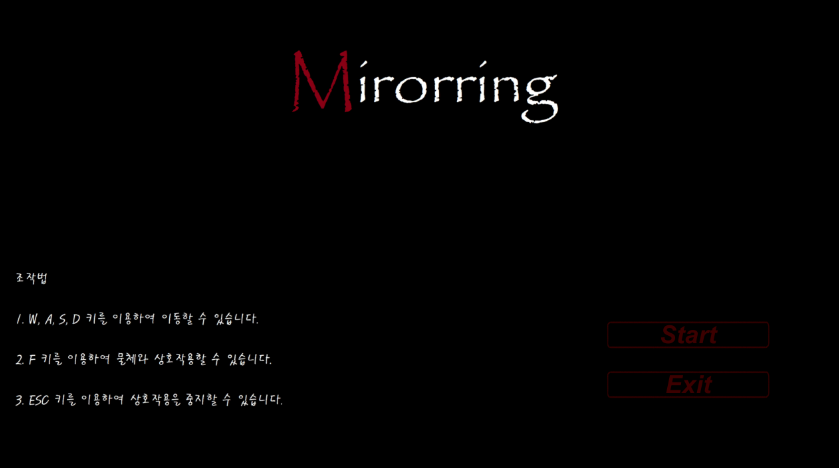 Mirorring
조작법
1. W, A, S, D 키를 이용하여 이동할 수 있습니다.
2. F 키를 이용하여 물체와 상호작용할 수 있습니다.
3. ESC 키를 이용하여 상호작용을 중지할 수 있습니다.
Start
Exit